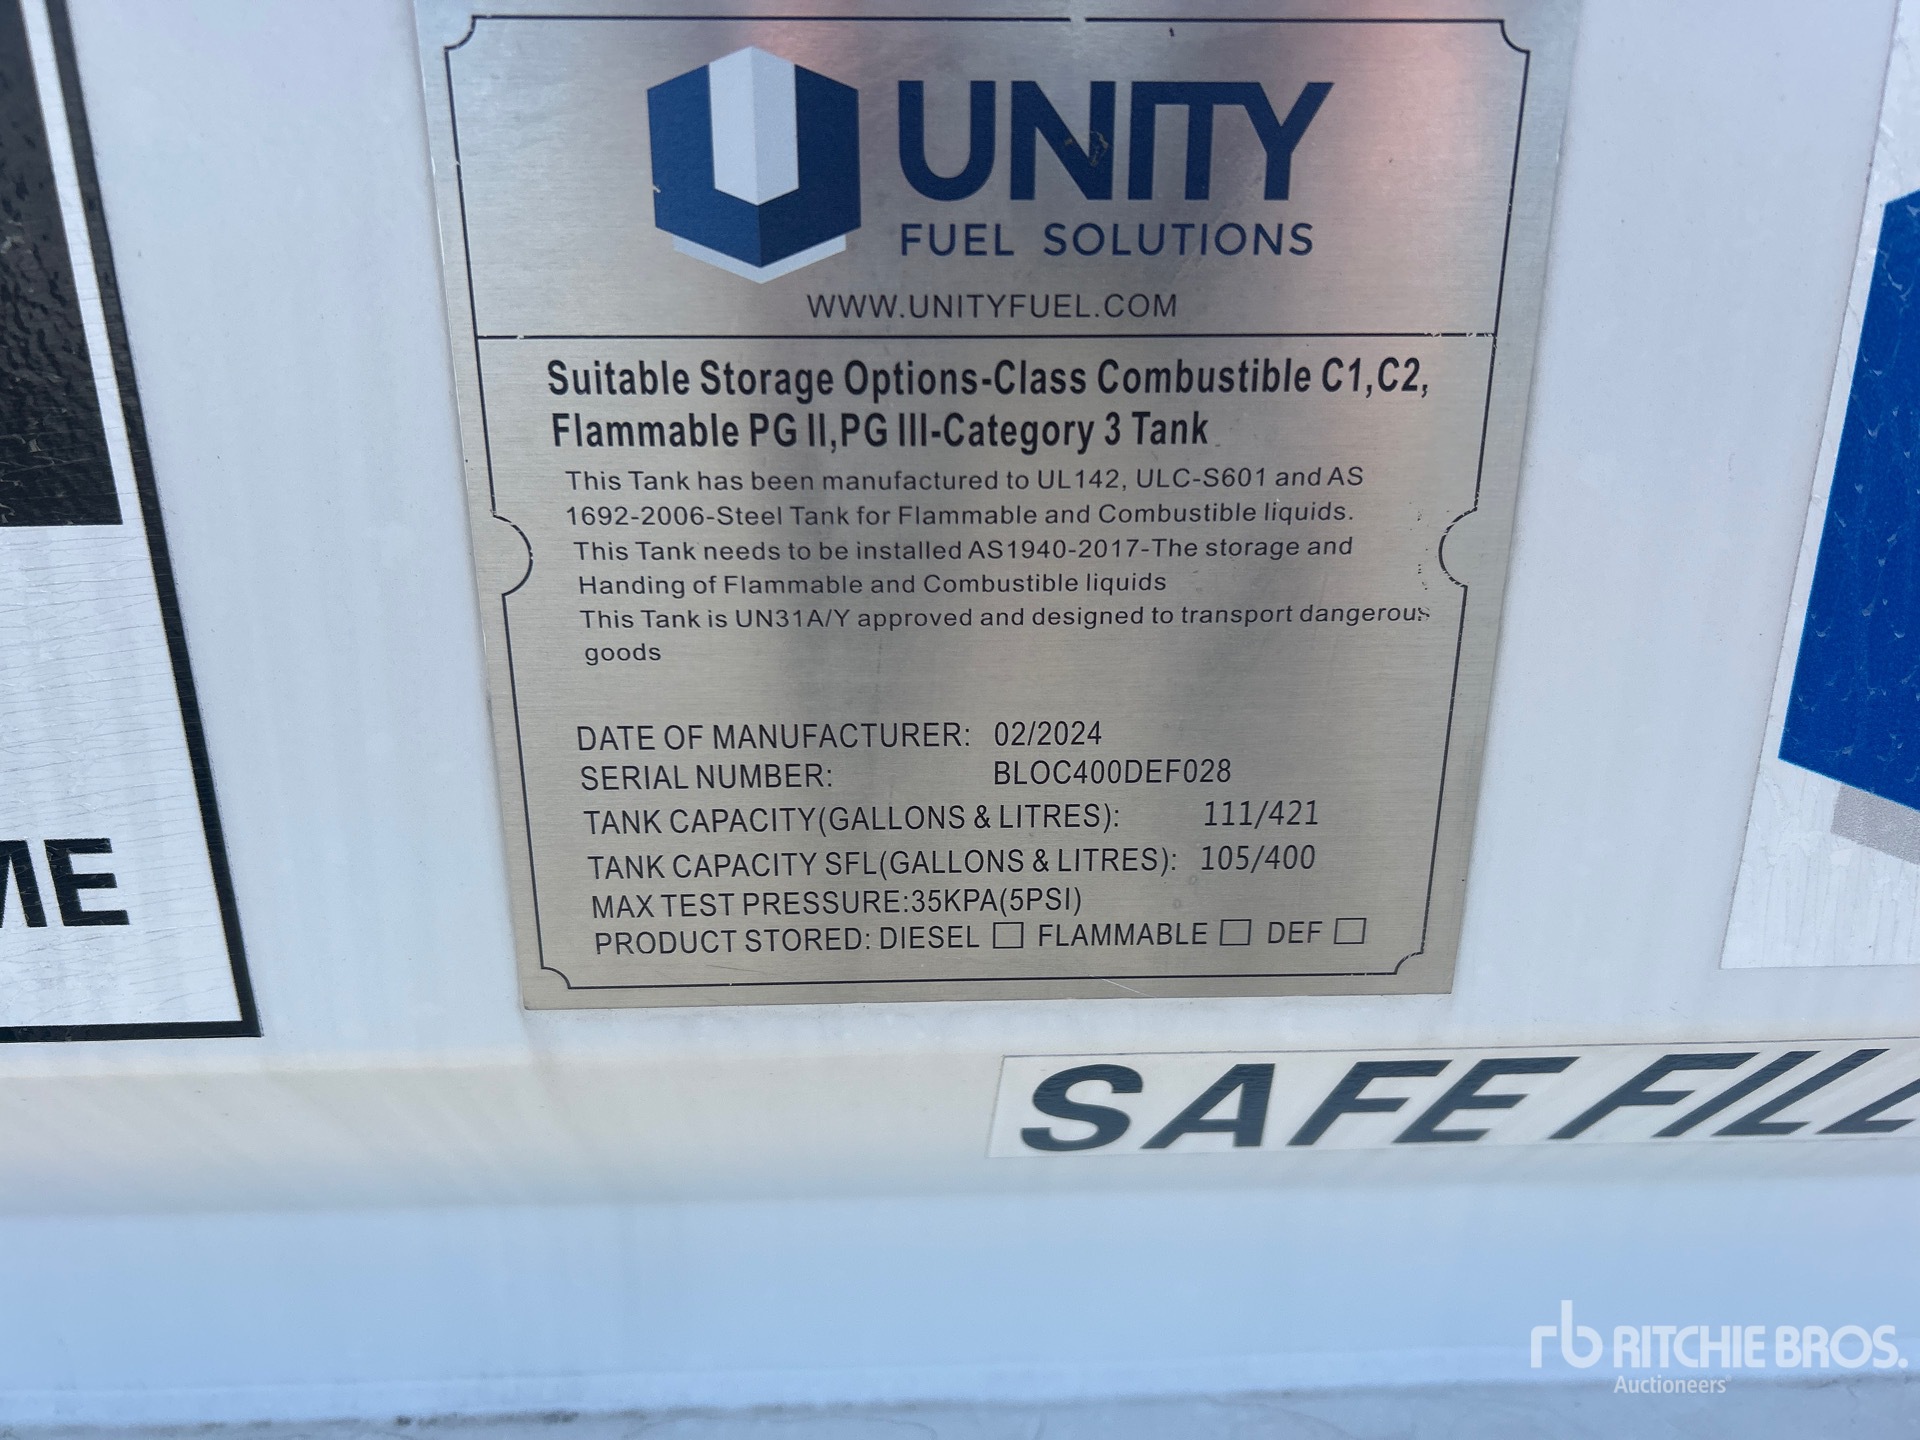 UNITY
FUEL SOLUTIONS
WWW.UNITYFUEL.COM
Suitable Storage Options-Class Combustible C1,C2,
Flammable PG II,PG III-Category 3 Tank
This Tank has been manufactured to UL142, ULC-S601 and AS
1692-2006-Steel Tank for Flammable and Combustible liquids.
This Tank needs to be installed AS1940-2017-The storage and
Handing of Flammable and Combustible liquids
This Tank is UN31A/Y approved and designed to transport dangerous
goods
DATE OF MANUFACTURER: 02/2024
SERIAL NUMBER: BLOC400DEF028
TANK CAPACITY(GALLONS & LITRES): 111/421
TANK CAPACITY SFL(GALLONS & LITRES): 105/400
MAX TEST PRESSURE:35KPA(5PSI)
PRODUCT STORED: DIESEL ☐ FLAMMABLE ☐ DEF ☐
ME
SAFE FILL
rb RITCHIE BROS.
Auctioneers